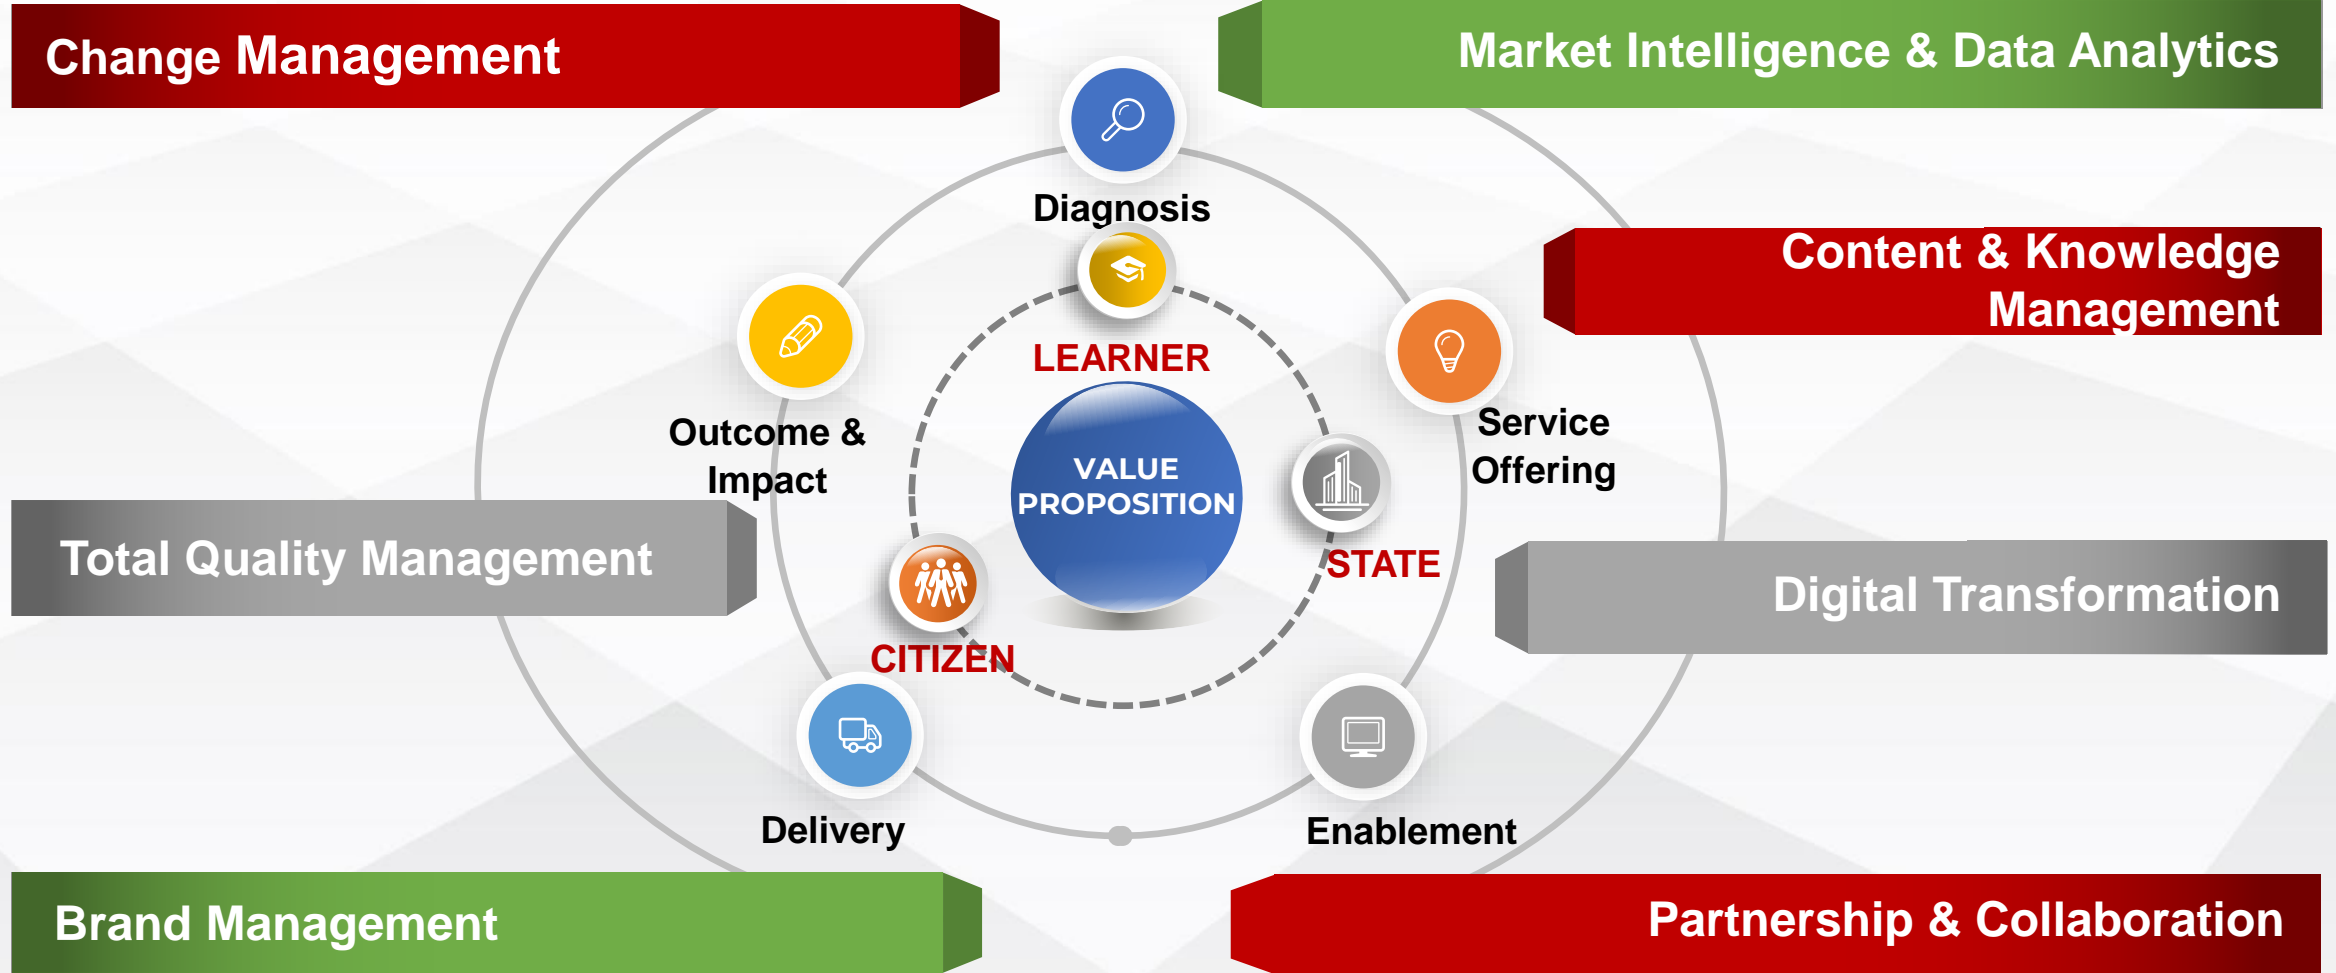 Change Management
Market Intelligence & Data Analytics
Diagnosis
Content & Knowledge
Management
LEARNER
Outcome &
Impact
Service
Offering
VALUE
PROPOSITION
Total Quality Management
STATE
Digital Transformation
CITIZEN
Delivery
Enablement
Brand Management
Partnership & Collaboration